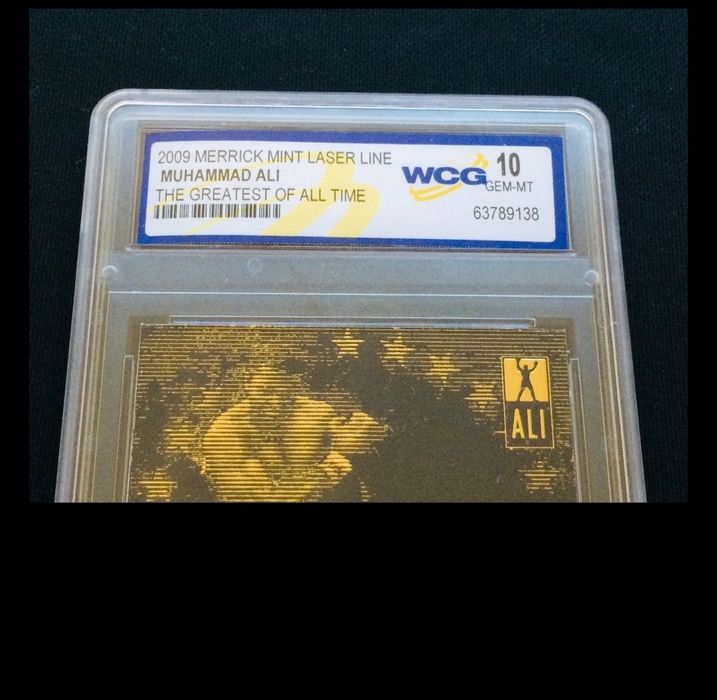 2009 MERRICK MINT LASER LINE
MUHAMMAD ALI
THE GREATEST OF ALL TIME
WCG 10
GEM-MT
63789138
ALI